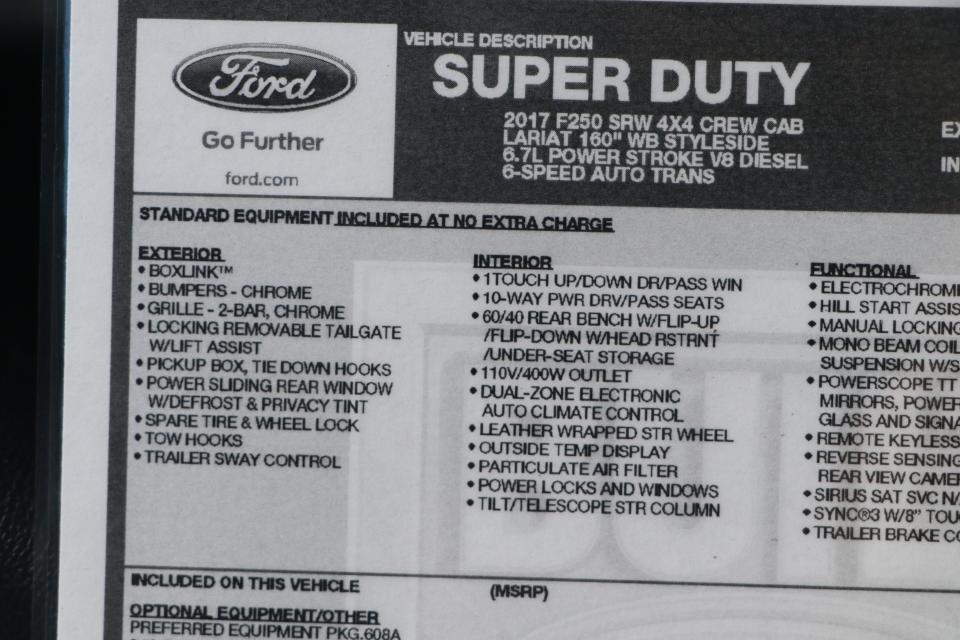 Ford
Go Further
ford.com
VEHICLE DESCRIPTION
SUPER DUTY
2017 F250 SRW 4X4 CREW CAB
LARIAT 160" WB STYLESIDE
6.7L POWER STROKE V8 DIESEL
6-SPEED AUTO TRANS
EX
IN
STANDARD EQUIPMENT INCLUDED AT NO EXTRA CHARGE
EXTERIOR
• BOXLINK™
• BUMPERS - CHROME
• GRILLE - 2-BAR, CHROME
• LOCKING REMOVABLE TAILGATE
W/LIFT ASSIST
• PICKUP BOX, TIE DOWN HOOKS
• POWER SLIDING REAR WINDOW
W/DEFROST & PRIVACY TINT
• SPARE TIRE & WHEEL LOCK
• TOW HOOKS
• TRAILER SWAY CONTROL
INTERIOR
• 1TOUCH UP/DOWN DR/PASS WIN
• 10-WAY PWR DRV/PASS SEATS
• 60/40 REAR BENCH W/FLIP-UP
/FLIP-DOWN W/HEAD RSTRNT
/UNDER-SEAT STORAGE
• 110V/400W OUTLET
• DUAL-ZONE ELECTRONIC
AUTO CLIMATE CONTROL
• LEATHER WRAPPED STR WHEEL
• OUTSIDE TEMP DISPLAY
• PARTICULATE AIR FILTER
• POWER LOCKS AND WINDOWS
• TILT/TELESCOPE STR COLUMN
FUNCTIONAL
• ELECTROCHROMI
• HILL START ASSIS
• MANUAL LOCKING
• MONO BEAM COIL
SUSPENSION W/S
• POWERSCOPE TT
MIRRORS, POWER
GLASS AND SIGNA
• REMOTE KEYLESS
• REVERSE SENSING
REAR VIEW CAMER
• SIRIUS SAT SVC N/
• SYNC®3 W/8" TOU
• TRAILER BRAKE CO
INCLUDED ON THIS VEHICLE
(MSRP)
OPTIONAL EQUIPMENT/OTHER
PREFERRED EQUIPMENT PKG.608A